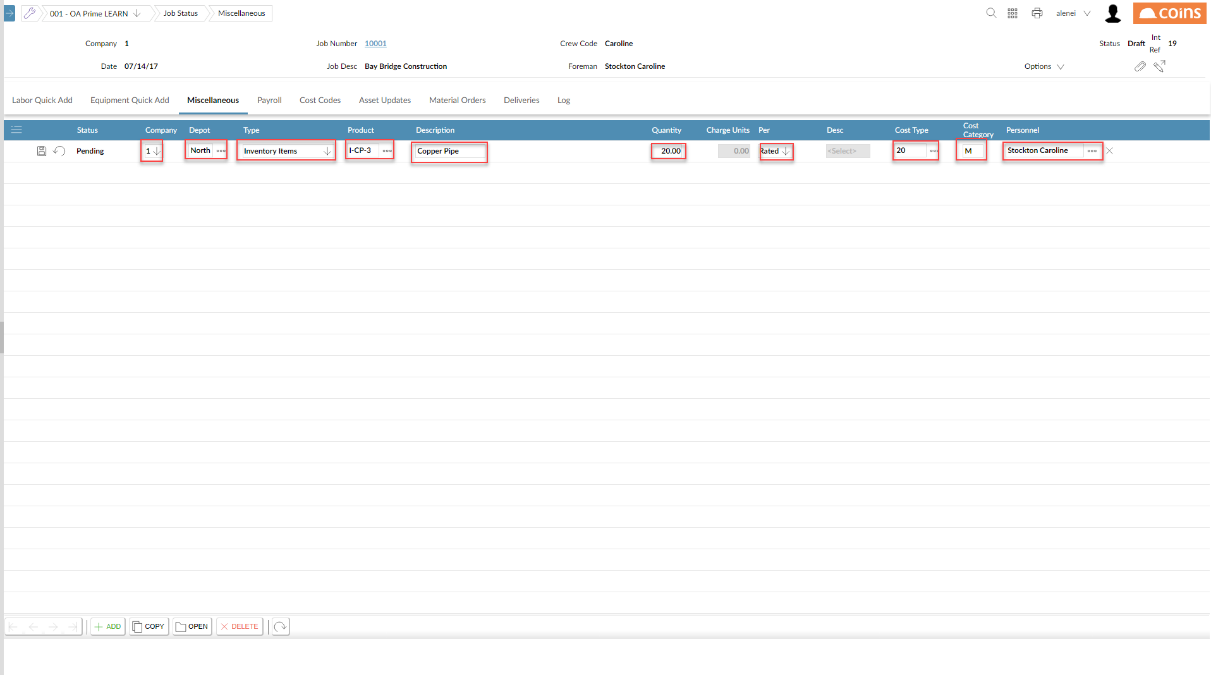 001 - OA Prime LEARN Job Status Miscellaneous alenei coins
Company 1 Job Number 10001 Crew Code Caroline Status Draft Int Ref 19
Date 07/14/17 Job Desc Bay Bridge Construction Foreman Stockton Caroline Options
Labor Quick Add Equipment Quick Add Miscellaneous Payroll Cost Codes Asset Updates Material Orders Deliveries Log
Status Company Depot Type Product Description Quantity Charge Units Per Desc Cost Type Cost Category Personnel
Pending 1 North Inventory Items I-CP-3 Copper Pipe 20.00 0.00 Rated <Select> 20 M Stockton Caroline
ADD COPY OPEN DELETE